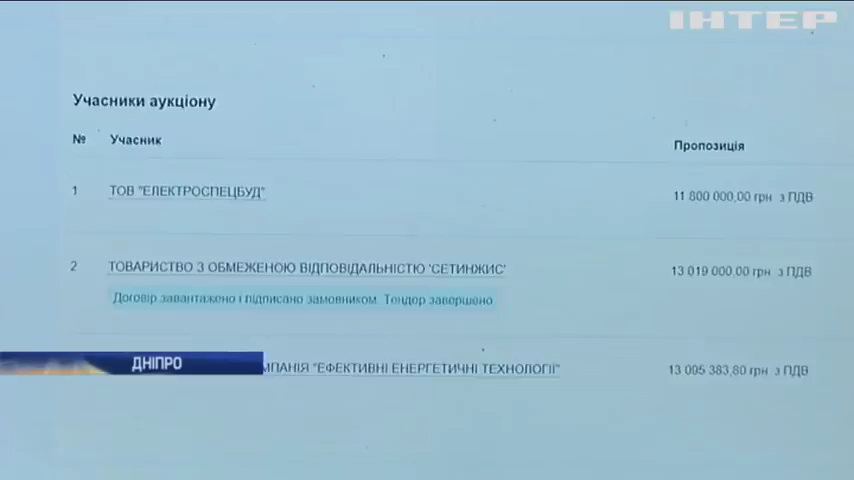 ІНТЕР
Учасники аукціону
№ Учасник Пропозиція
1 ТОВ "ЕЛЕКТРОСПЕЦБУД" 11 800 000,00 грн з ПДВ
2 ТОВАРИСТВО З ОБМЕЖЕНОЮ ВІДПОВІДАЛЬНІСТЮ 'СЕТИНЖИС' 13 019 000,00 грн з ПДВ
Договір завантажено і підписано замовником. Тендор завершено
ДНІПРО
МПАНІЯ "ЕФЕКТИВНІ ЕНЕРГЕТИЧНІ ТЕХНОЛОГІЇ" 13 095 383,80 грн з ПДВ